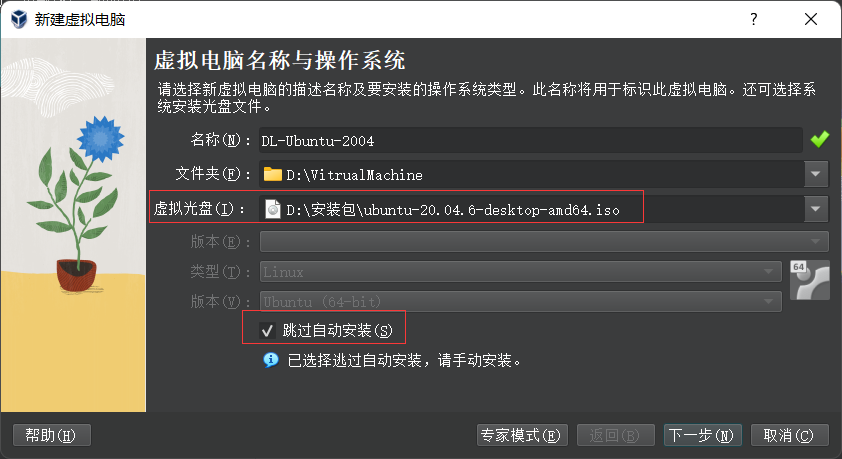 新建虚拟电脑
?
虚拟电脑名称与操作系统
请选择新虚拟电脑的描述名称及要安装的操作系统类型。此名称将用于标识此虚拟电脑。还可选择系
统安装光盘文件。
名称(N)： DL-Ubuntu-2004
文件夹(F)： D:\VitrualMachine
虚拟光盘(I)： D:\安装包\ubuntu-20.04.6-desktop-amd64.iso
版本(E)：
类型(T)： Linux
64
版本(V)： Ubuntu (64-bit)
跳过自动安装(S)
已选择逃过自动安装，请手动安装。
帮助(H) 专家模式(E) 返回(B) 下一步(N) 取消(C)